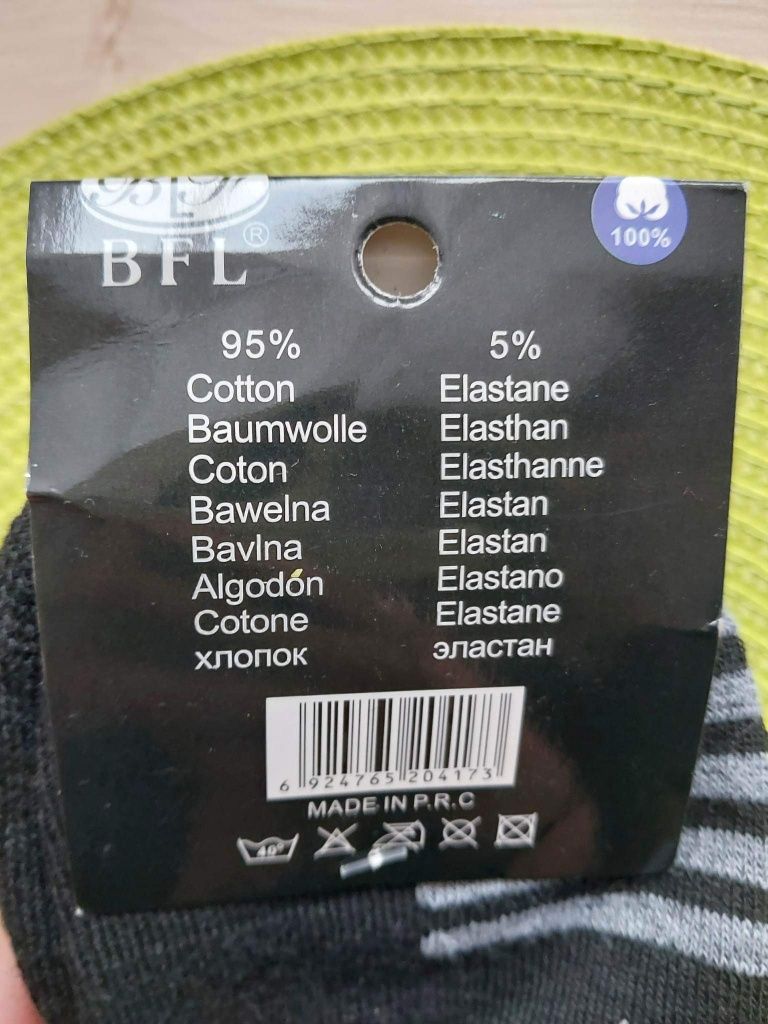 BFL®
100%
95%
5%
Cotton
Elastane
Baumwolle
Elasthan
Coton
Elasthanne
Bawelna
Elastan
Bavlna
Elastan
Algodón
Elastano
Cotone
Elastane
хлопок
эластан
6 924765 204173
MADE IN P.R.C
40º